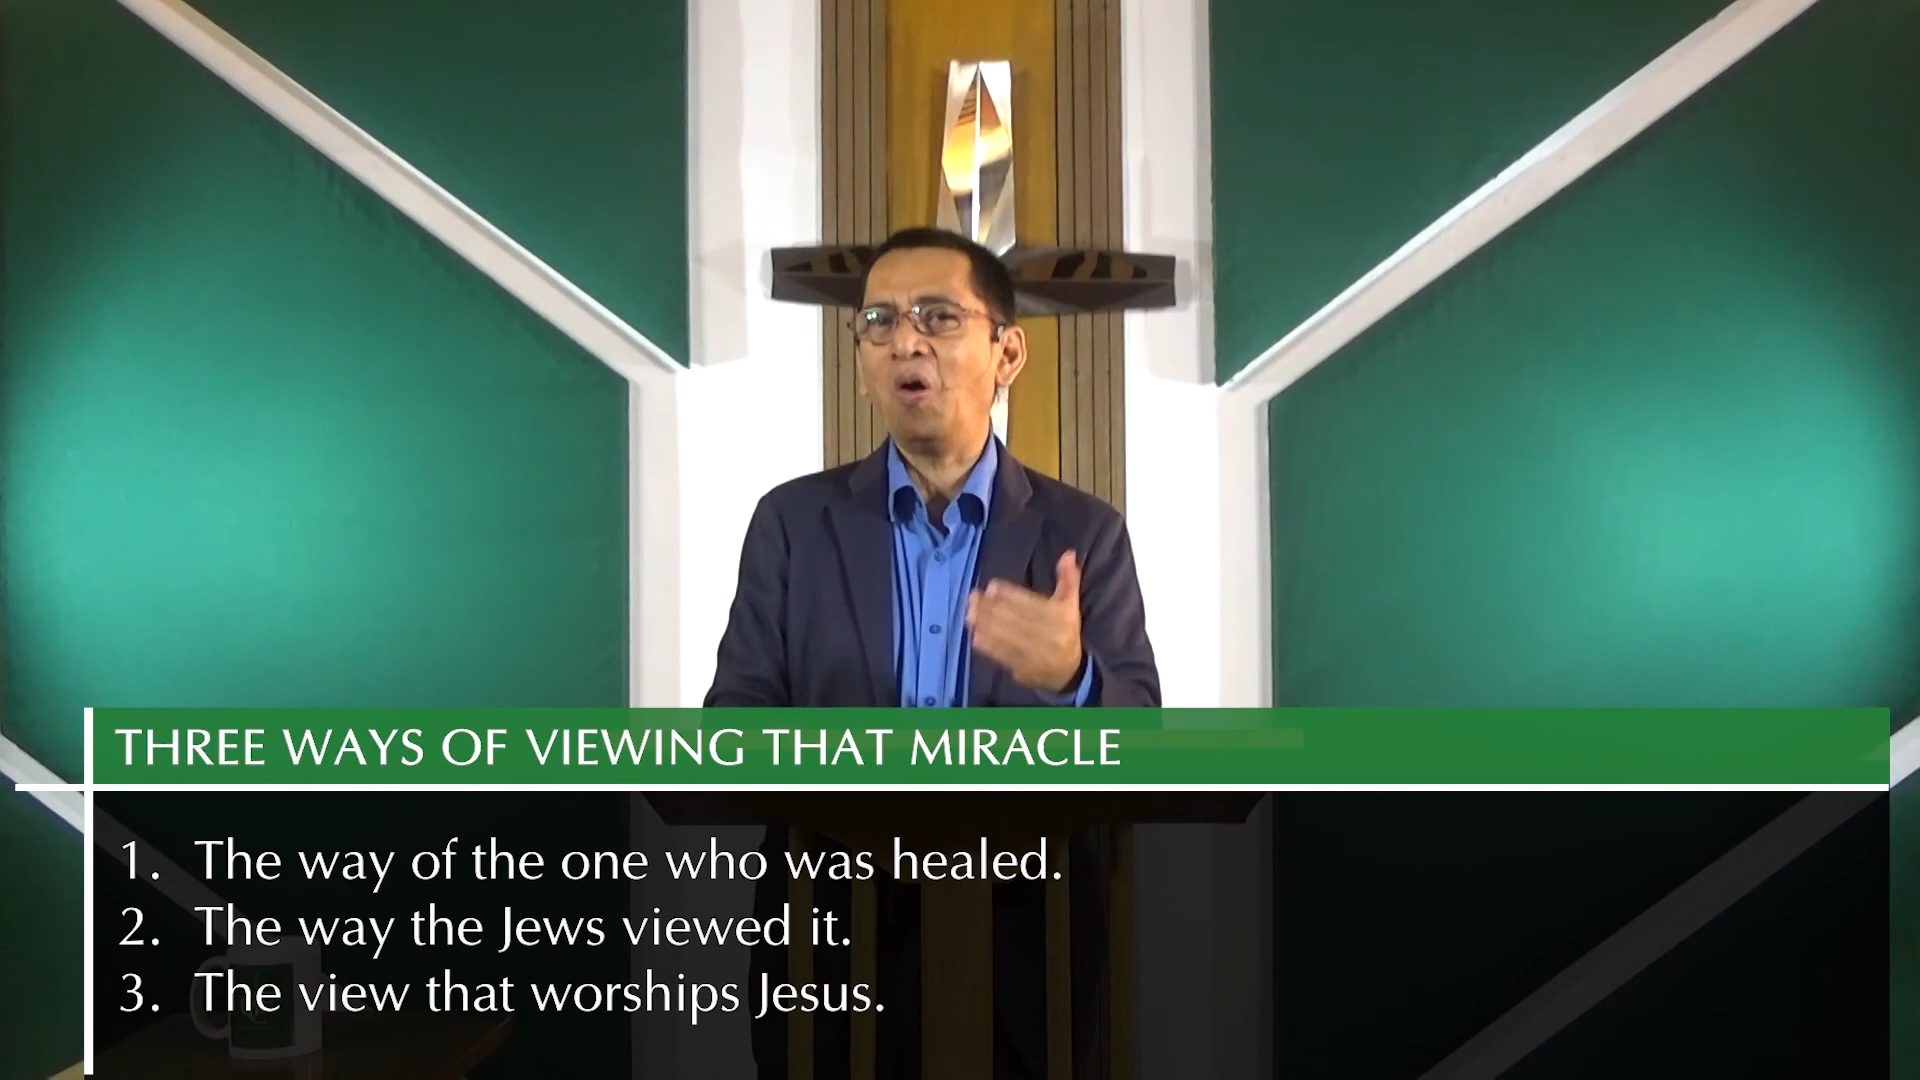 THREE WAYS OF VIEWING THAT MIRACLE
1. The way of the one who was healed.
2. The way the Jews viewed it.
3. The view that worships Jesus.